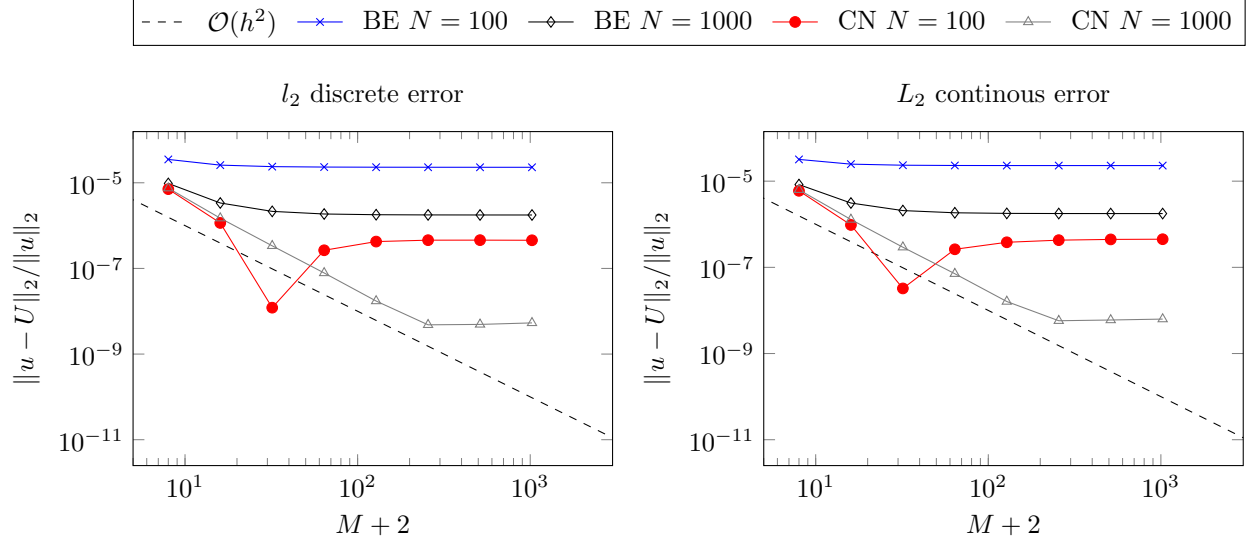 𝒪(h²) BE N = 100 BE N = 1000 CN N = 100 CN N = 1000
l₂ discrete error
10⁻⁵
10⁻⁷
10⁻⁹
10⁻¹¹
‖u − U‖₂/‖u‖₂
10¹ 10² 10³
M + 2
L₂ continous error
10⁻⁵
10⁻⁷
10⁻⁹
10⁻¹¹
‖u − U‖₂/‖u‖₂
10¹ 10² 10³
M + 2